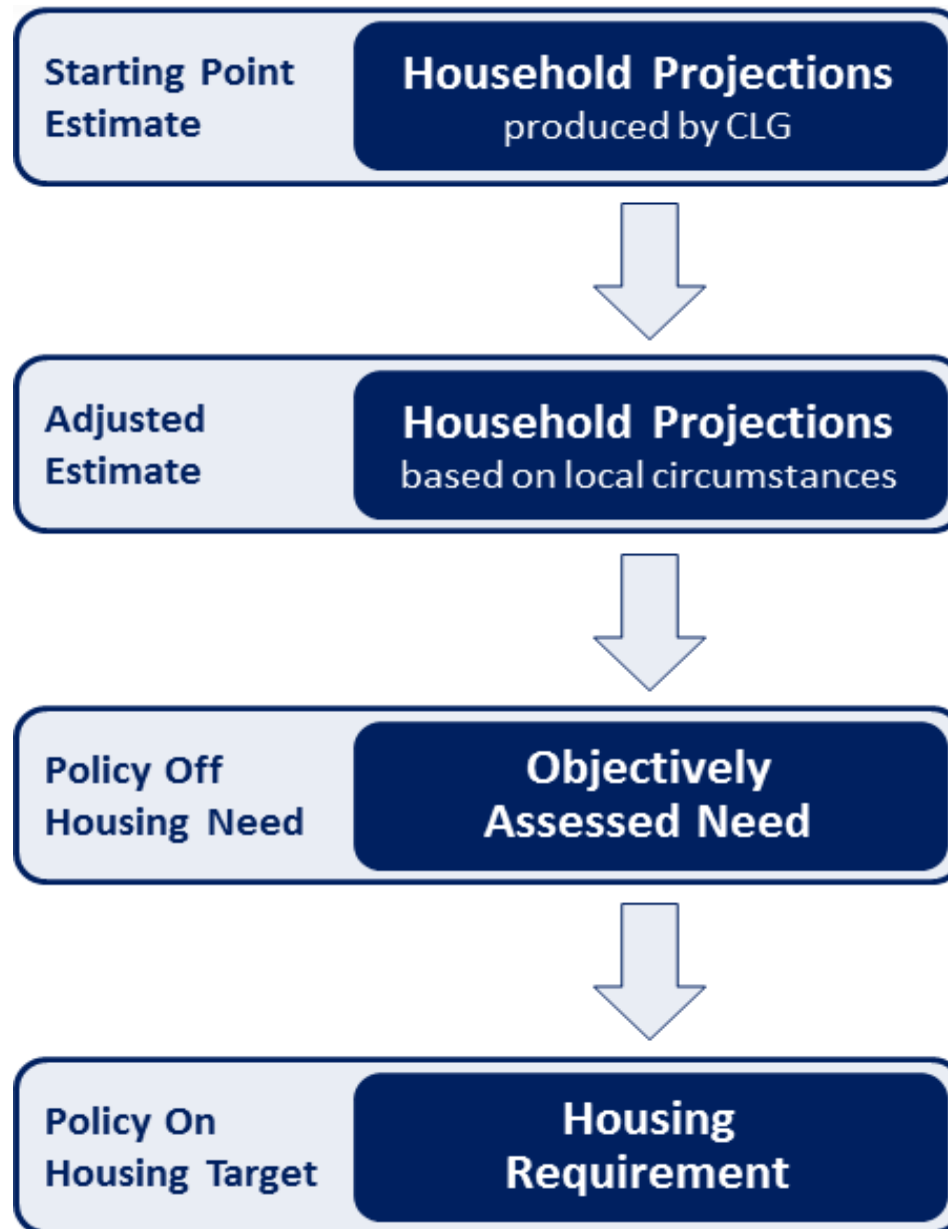 Starting Point
Estimate
Household Projections
produced by CLG
Adjusted
Estimate
Household Projections
based on local circumstances
Policy Off
Housing Need
Objectively
Assessed Need
Policy On
Housing Target
Housing
Requirement